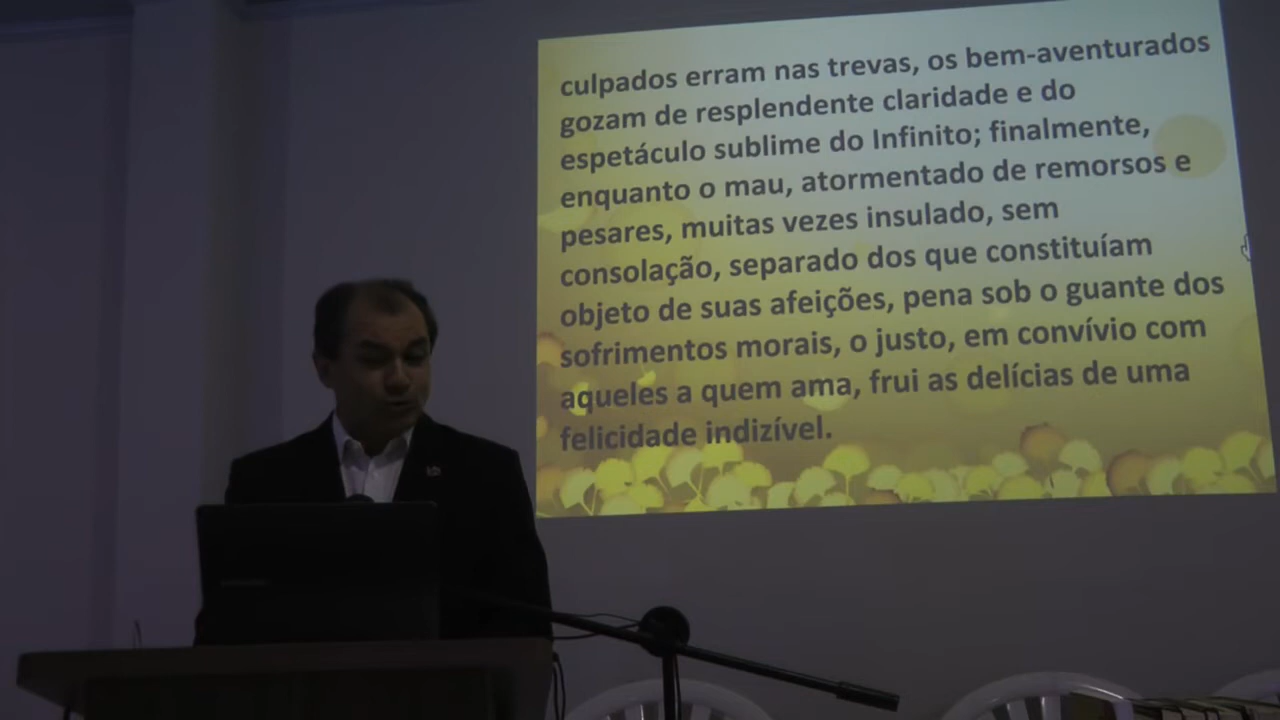 culpados erram nas trevas, os bem-aventurados
gozam de resplendente claridade e do
espetáculo sublime do Infinito; finalmente,
enquanto o mau, atormentado de remorsos e
pesares, muitas vezes insulado, sem
consolação, separado dos que constituíam
objeto de suas afeições, pena sob o guante dos
sofrimentos morais, o justo, em convívio com
aqueles a quem ama, frui as delícias de uma
felicidade indizível.